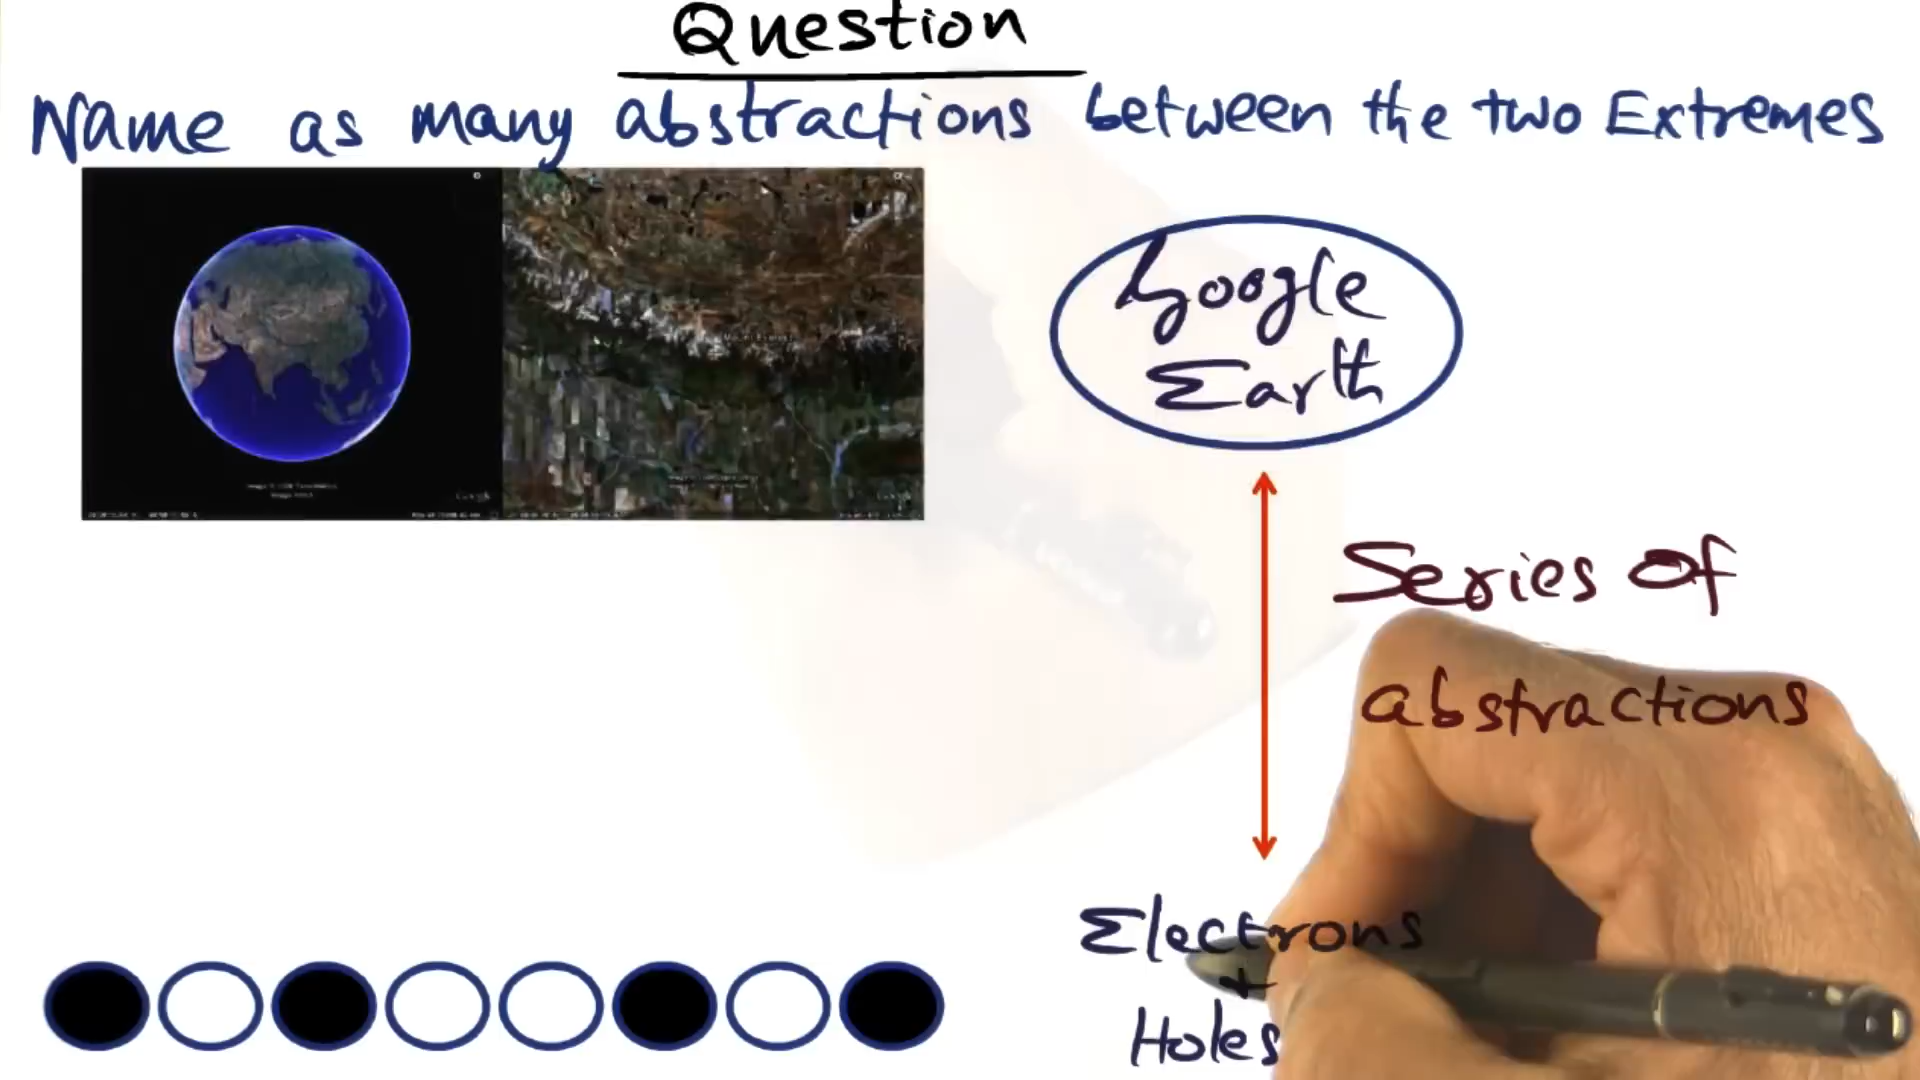 Question
Name as many abstractions between the two Extremes
Google
Earth
Series of
abstractions
Electrons
+
Holes